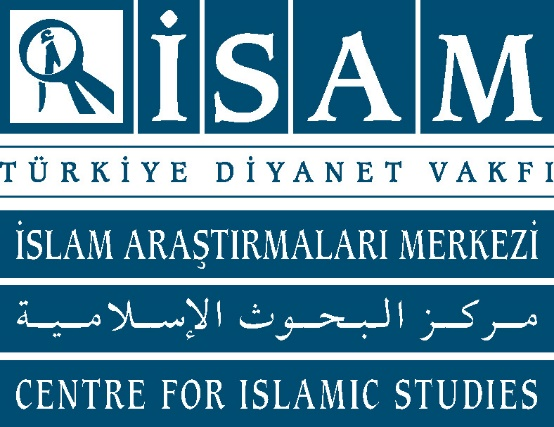 İSAM
TÜRKİYE DİYANET VAKFI
İSLAM ARAŞTIRMALARI MERKEZİ
مركز البحوث الإسلامية
CENTRE FOR ISLAMIC STUDIES